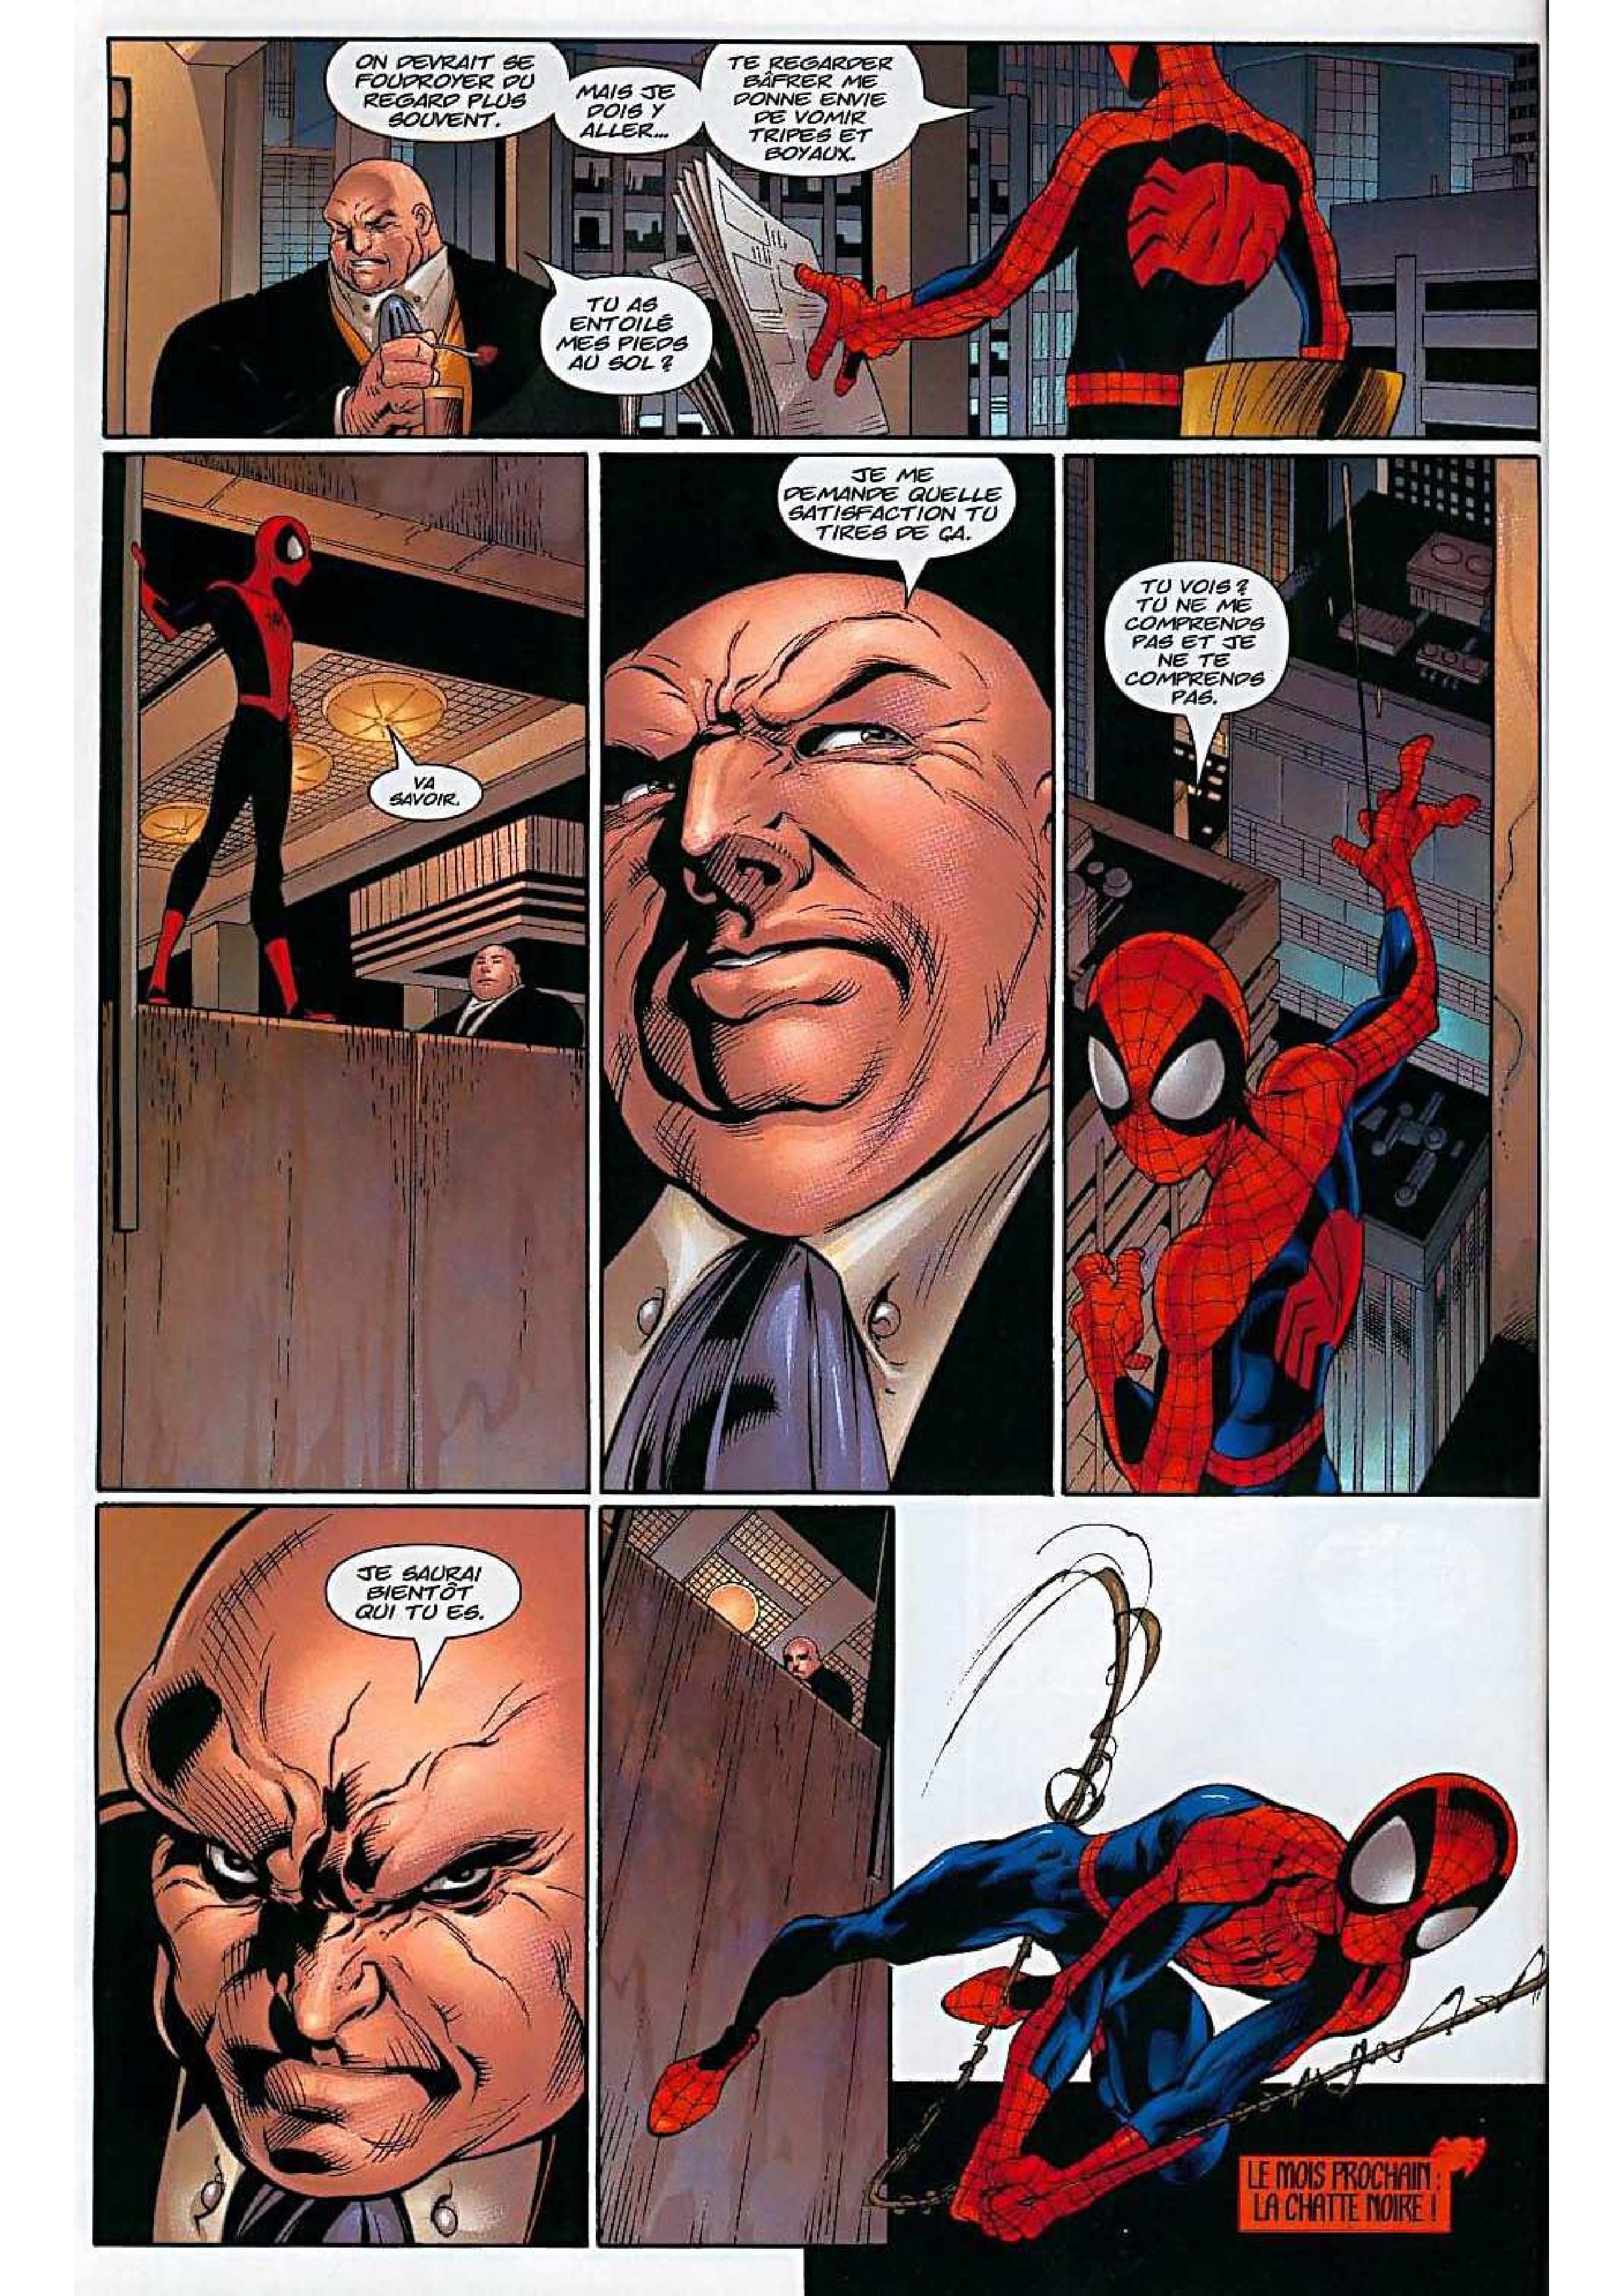 ON DEVRAIT SE
FOUDROYER DU
REGARD PLUS
SOUVENT.
MAIS JE
DOIS Y
ALLER...
TE REGARDER
BÂFRER ME
DONNE ENVIE
DE VOMIR
TRIPES ET
BOYAUX.
TU AS
ENTOILÉ
MES PIEDS
AU SOL ?
VA
SAVOIR.
JE ME
DEMANDE QUELLE
SATISFACTION TU
TIRES DE ÇA.
TU VOIS ?
TU NE ME
COMPRENDS
PAS ET JE
NE TE
COMPRENDS
PAS.
JE SAURAI
BIENTÔT
QUI TU ES.
LE MOIS PROCHAIN :
LA CHATTE NOIRE !